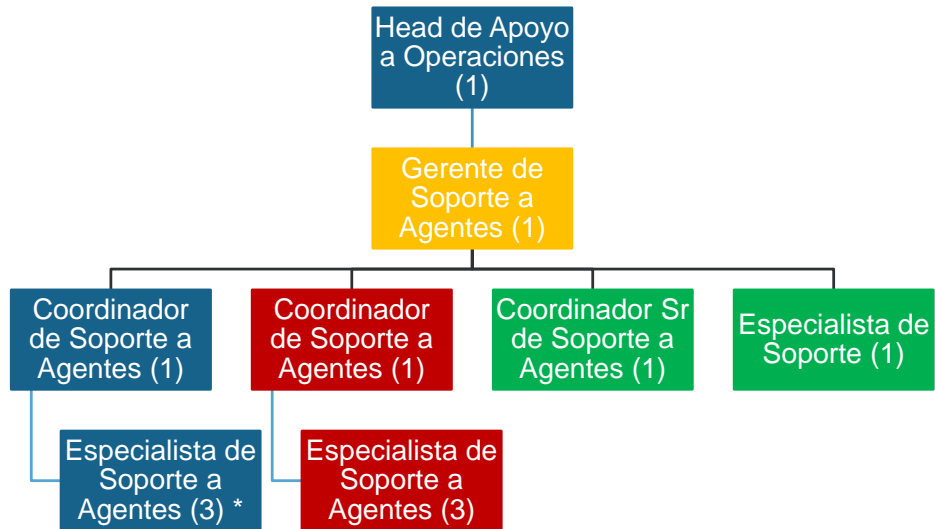 Head de Apoyo
a Operaciones
(1)
Gerente de
Soporte a
Agentes (1)
Coordinador
de Soporte a
Agentes (1)
Coordinador
de Soporte a
Agentes (1)
Coordinador Sr
de Soporte a
Agentes (1)
Especialista de
Soporte (1)
Especialista de
Soporte a
Agentes (3) *
Especialista de
Soporte a
Agentes (3)